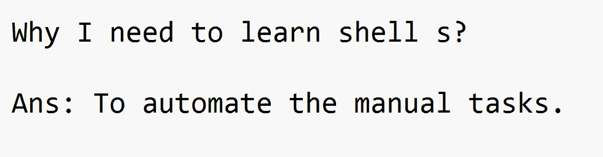 Why I need to learn shell s?
Ans: To automate the manual tasks.